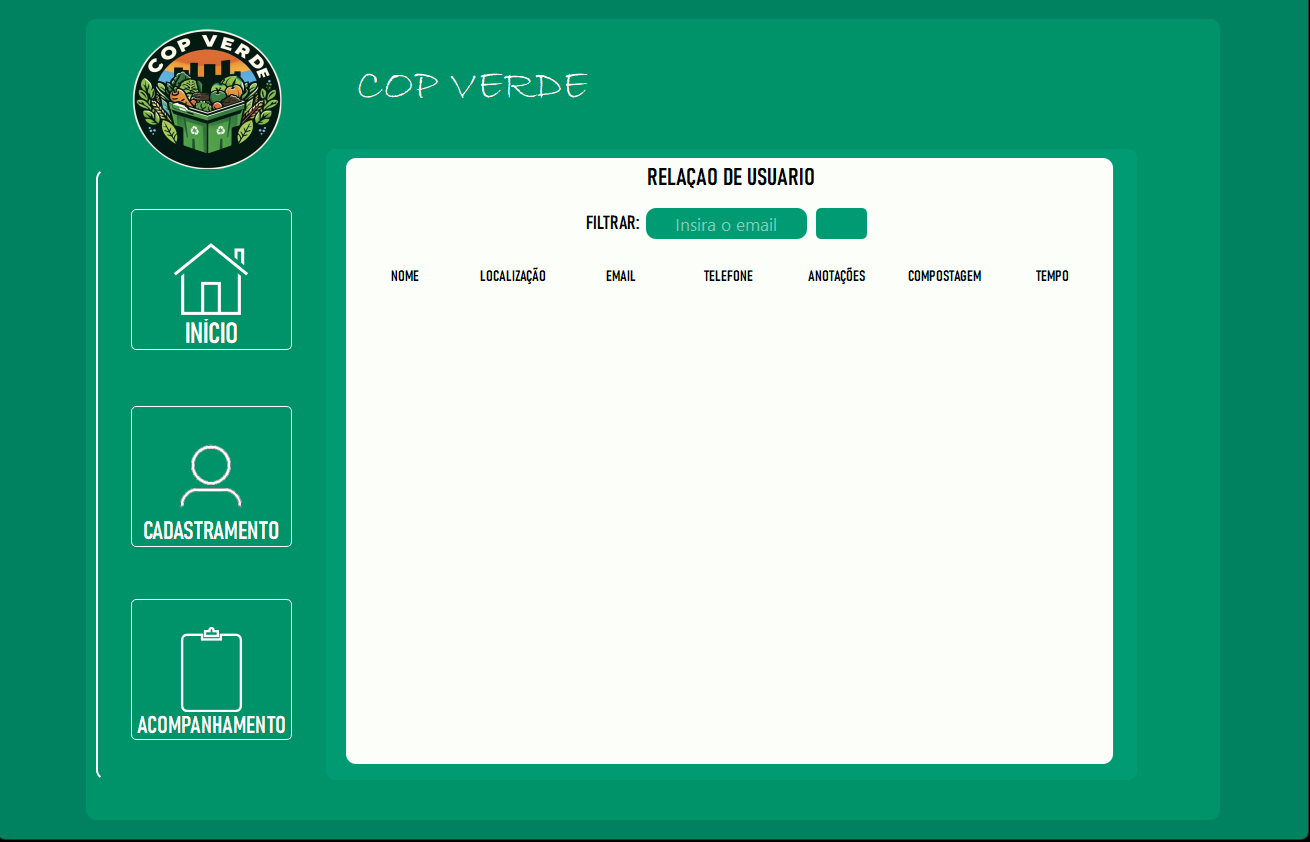 COP VERDE
COP VERDE
RELAÇAO DE USUARIO
FILTRAR: Insira o email
NOME LOCALIZAÇÃO EMAIL TELEFONE ANOTAÇÕES COMPOSTAGEM TEMPO
INÍCIO
CADASTRAMENTO
ACOMPANHAMENTO